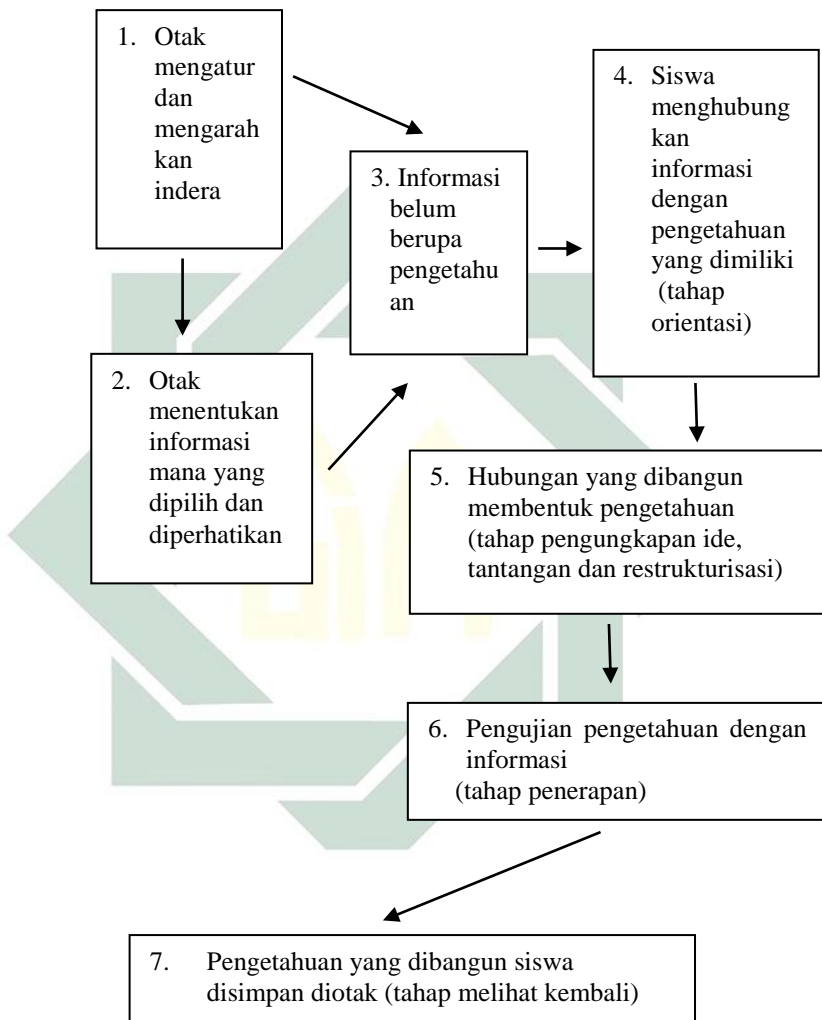 1. Otak
mengatur
dan
mengarah
kan
indera
2. Otak
menentukan
informasi
mana yang
dipilih dan
diperhatikan
3. Informasi
belum
berupa
pengetahu
an
4. Siswa
menghubung
kan
informasi
dengan
pengetahuan
yang dimiliki
(tahap
orientasi)
5. Hubungan yang dibangun
membentuk pengetahuan
(tahap pengungkapan ide,
tantangan dan restrukturisasi)
6. Pengujian pengetahuan dengan
informasi
(tahap penerapan)
7. Pengetahuan yang dibangun siswa
disimpan diotak (tahap melihat kembali)